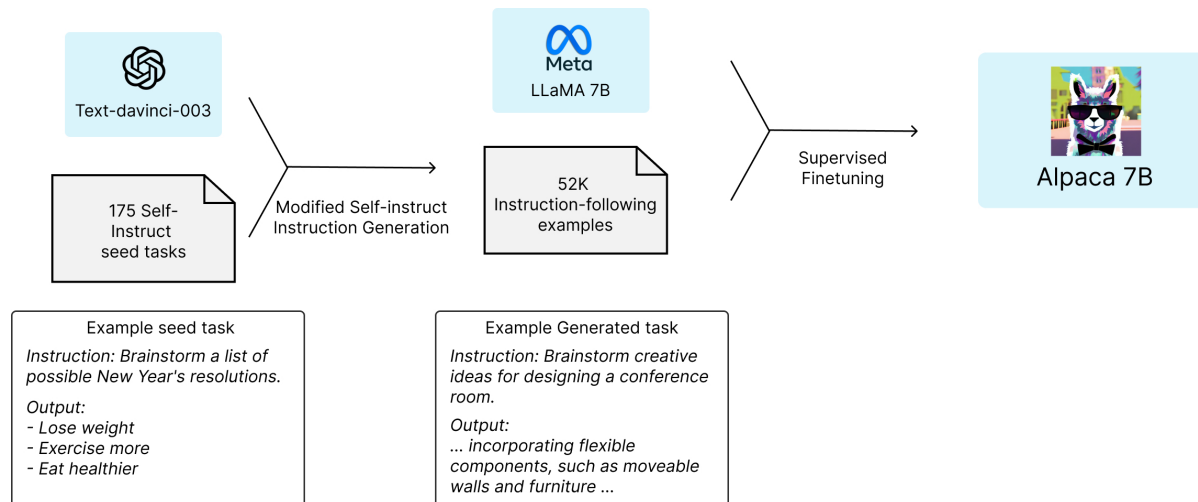 Text-davinci-003
175 Self-
Instruct
seed tasks
Modified Self-instruct
Instruction Generation
Meta
LLaMA 7B
52K
Instruction-following
examples
Supervised
Finetuning
Alpaca 7B
Example seed task
Instruction: Brainstorm a list of
possible New Year's resolutions.
Output:
- Lose weight
- Exercise more
- Eat healthier
Example Generated task
Instruction: Brainstorm creative
ideas for designing a conference
room.
Output:
... incorporating flexible
components, such as moveable
walls and furniture ...